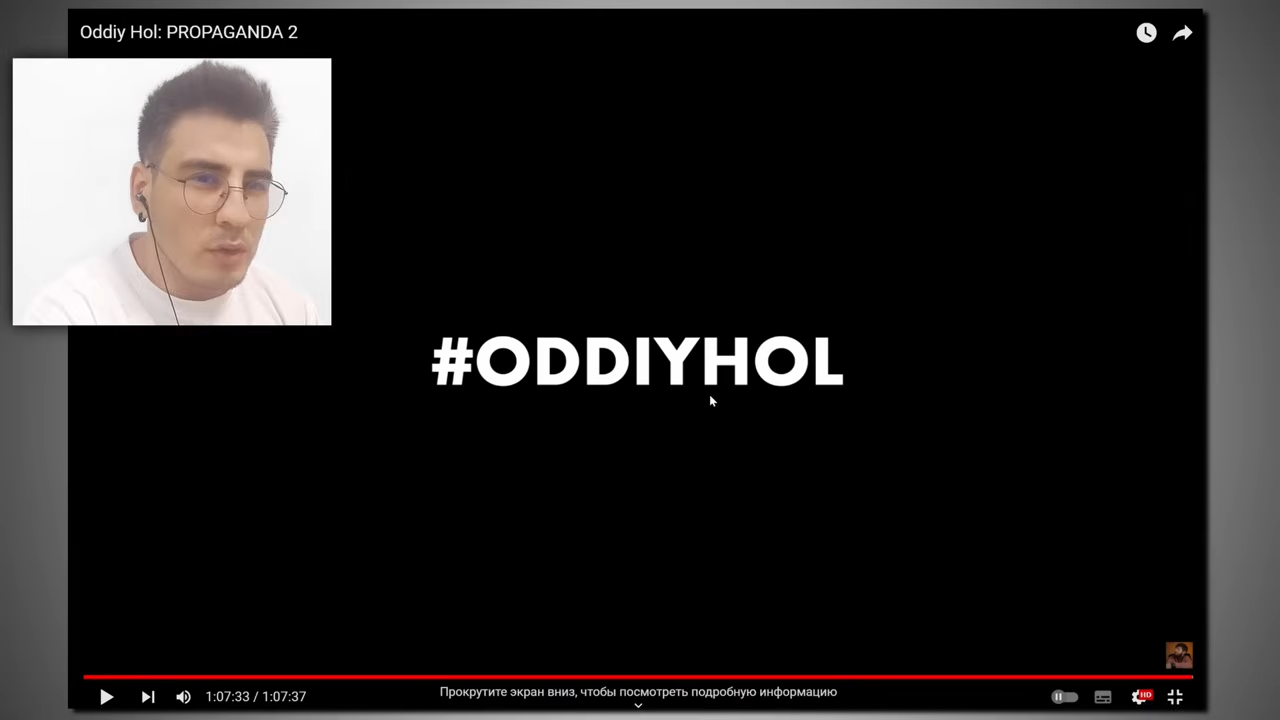 Oddiy Hol: PROPAGANDA 2
#ODDIYHOL
1:07:33 / 1:07:37
Прокрутите экран вниз, чтобы посмотреть подробную информацию
HD